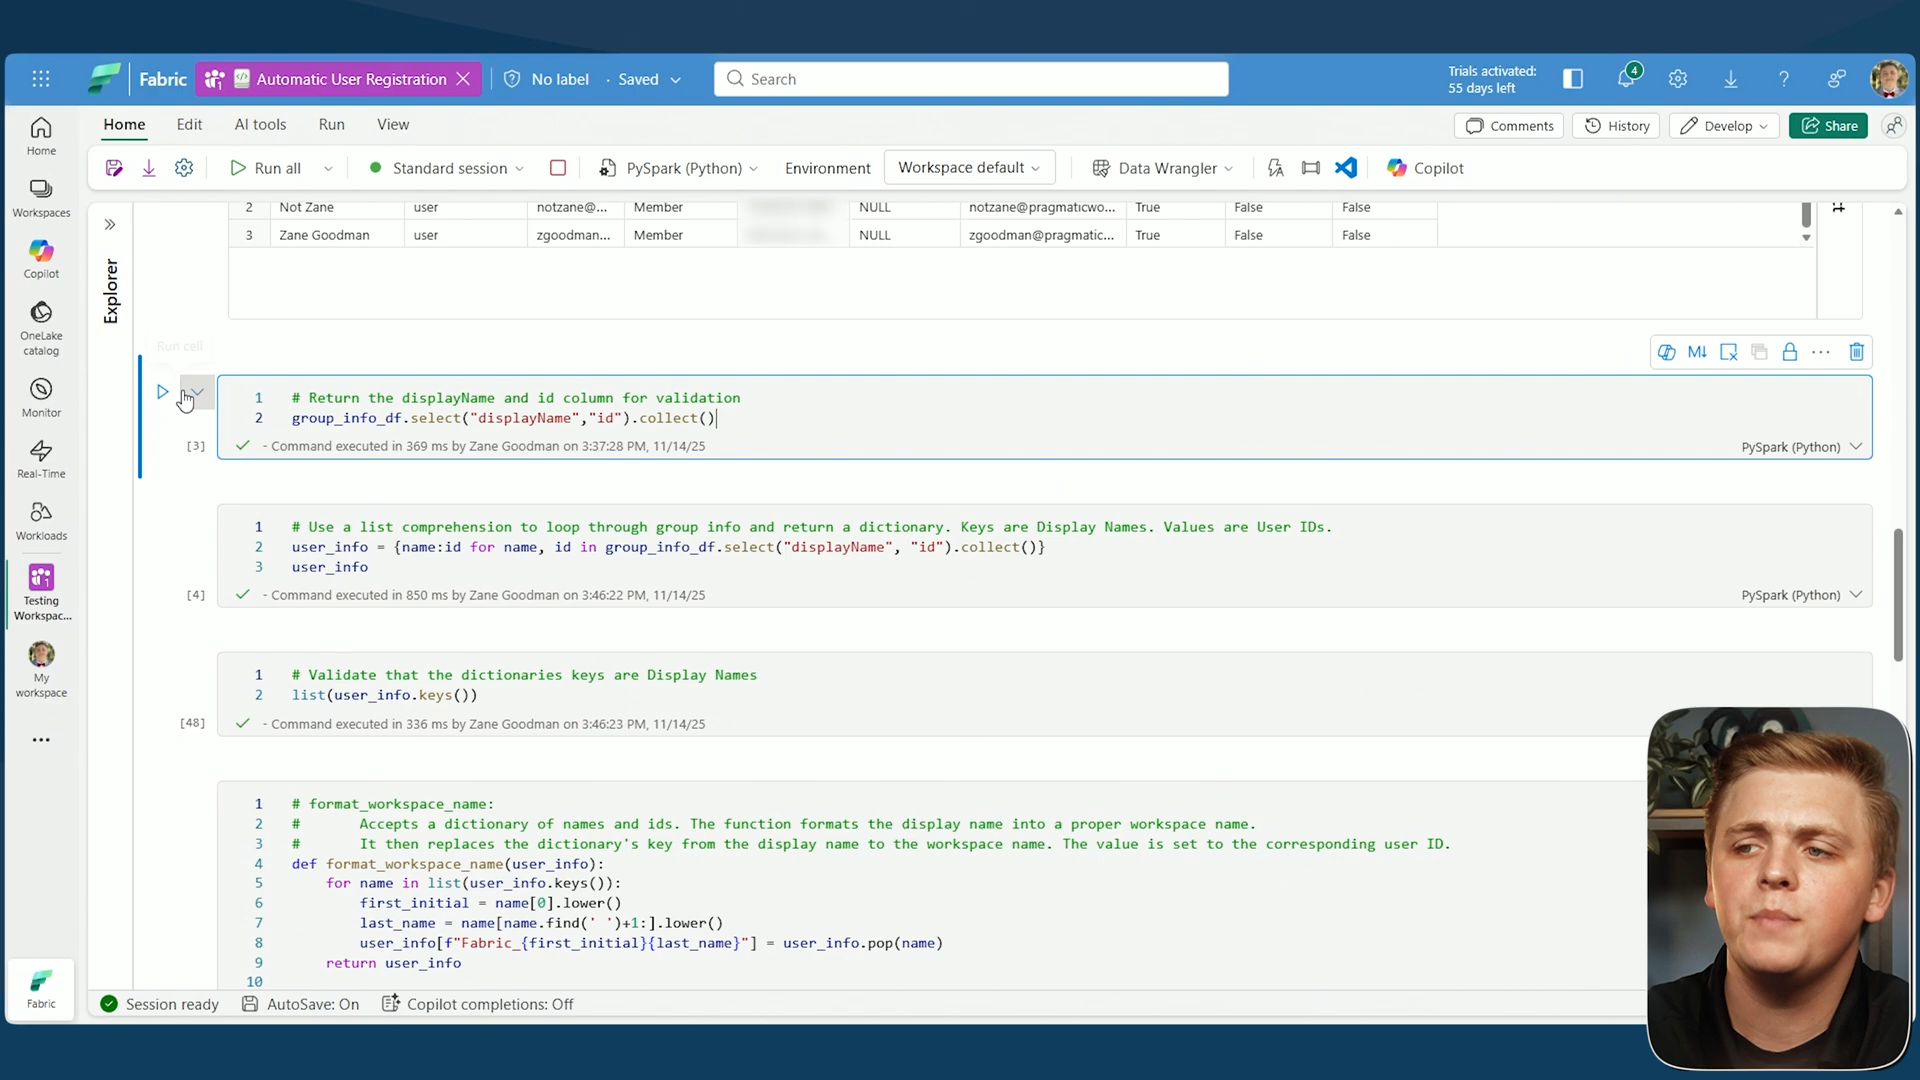 Fabric
Automatic User Registration
No label
· Saved
Search
Trials activated:
55 days left
4
Home
Edit
AI tools
Run
View
Comments
History
Develop
Share
Run all
Standard session
PySpark (Python)
Environment
Workspace default
Data Wrangler
Copilot
Home
Workspaces
Copilot
OneLake
catalog
Monitor
Real-Time
Workloads
Testing
Workspac...
My
workspace
...
Fabric
Explorer
2 Not Zane user notzane@... Member NULL notzane@pragmaticwo... True False False
3 Zane Goodman user zgoodman... Member NULL zgoodman@pragmatic... True False False
Run cell
M↓
1 # Return the displayName and id column for validation
2 group_info_df.select("displayName","id").collect()
[3] - Command executed in 369 ms by Zane Goodman on 3:37:28 PM, 11/14/25
PySpark (Python)
1 # Use a list comprehension to loop through group info and return a dictionary. Keys are Display Names. Values are User IDs.
2 user_info = {name:id for name, id in group_info_df.select("displayName", "id").collect()}
3 user_info
[4] - Command executed in 850 ms by Zane Goodman on 3:46:22 PM, 11/14/25
PySpark (Python)
1 # Validate that the dictionaries keys are Display Names
2 list(user_info.keys())
[48] - Command executed in 336 ms by Zane Goodman on 3:46:23 PM, 11/14/25
1 # format_workspace_name:
2 # Accepts a dictionary of names and ids. The function formats the display name into a proper workspace name.
3 # It then replaces the dictionary's key from the display name to the workspace name. The value is set to the corresponding user ID.
4 def format_workspace_name(user_info):
5 for name in list(user_info.keys()):
6 first_initial = name[0].lower()
7 last_name = name[name.find(' ')+1:].lower()
8 user_info[f"Fabric_{first_initial}{last_name}"] = user_info.pop(name)
9 return user_info
10
Session ready
AutoSave: On
Copilot completions: Off